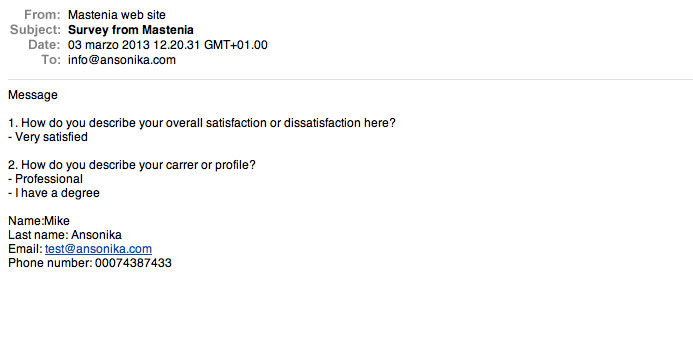 From: Mastenia web site
Subject: Survey from Mastenia
Date: 03 marzo 2013 12.20.31 GMT+01.00
To: info@ansonika.com
Message
1. How do you describe your overall satisfaction or dissatisfaction here?
- Very satisfied
2. How do you describe your carrer or profile?
- Professional
- I have a degree
Name:Mike
Last name: Ansonika
Email: test@ansonika.com
Phone number: 00074387433